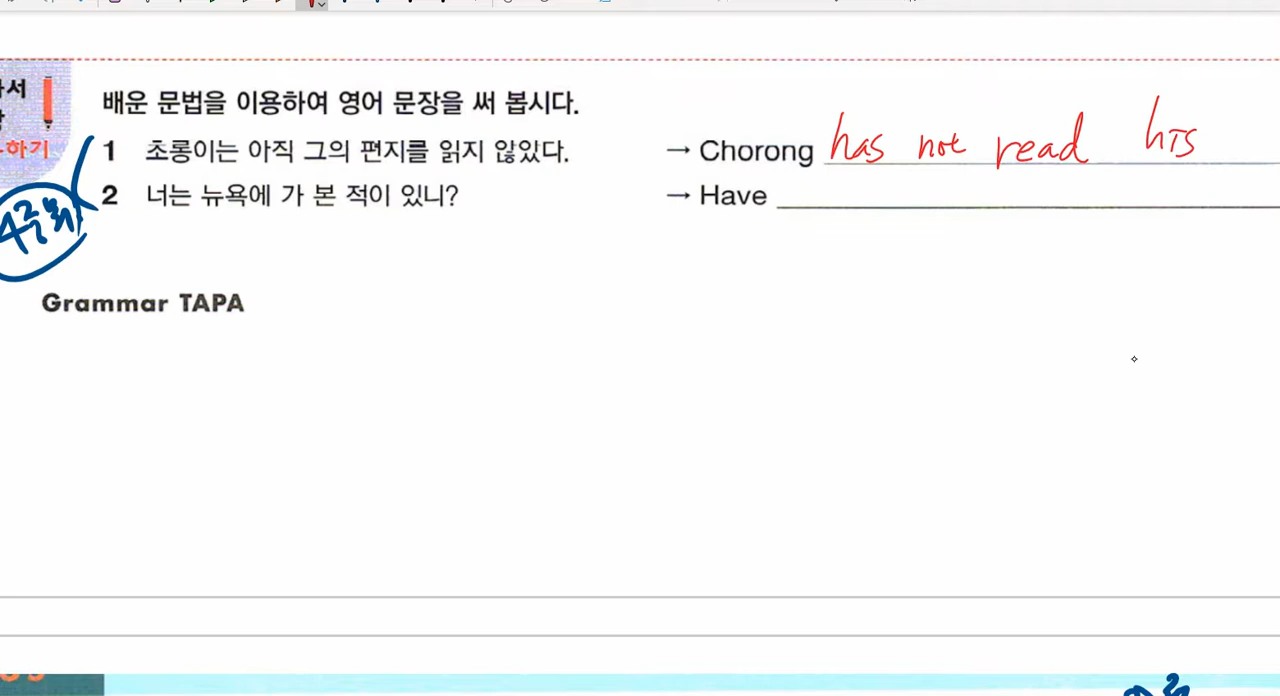 배운 문법을 이용하여 영어 문장을 써 봅시다.
1 초롱이는 아직 그의 편지를 읽지 않았다. → Chorong has not read his
2 너는 뉴욕에 가 본 적이 있니? → Have
Grammar TAPA